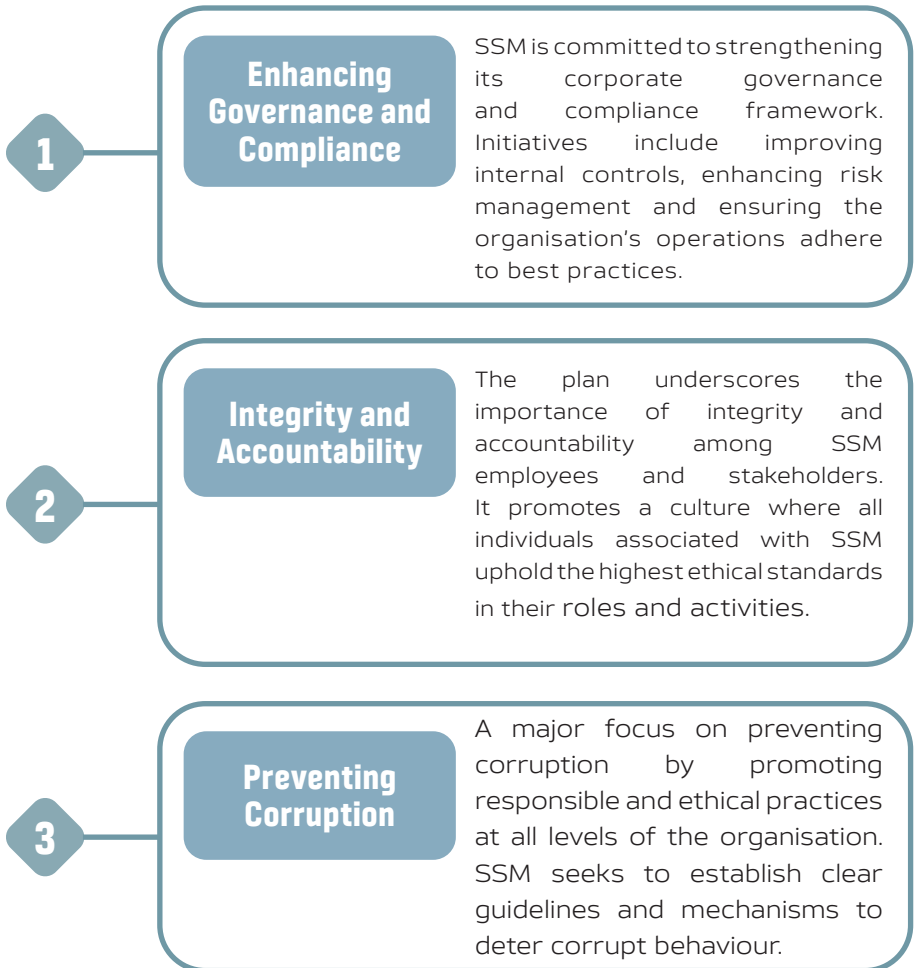 1
Enhancing
Governance and
Compliance
SSM is committed to strengthening
its corporate governance
and compliance framework.
Initiatives include improving
internal controls, enhancing risk
management and ensuring the
organisation's operations adhere
to best practices.
2
Integrity and
Accountability
The plan underscores the
importance of integrity and
accountability among SSM
employees and stakeholders.
It promotes a culture where all
individuals associated with SSM
uphold the highest ethical standards
in their roles and activities.
3
Preventing
Corruption
A major focus on preventing
corruption by promoting
responsible and ethical practices
at all levels of the organisation.
SSM seeks to establish clear
guidelines and mechanisms to
deter corrupt behaviour.